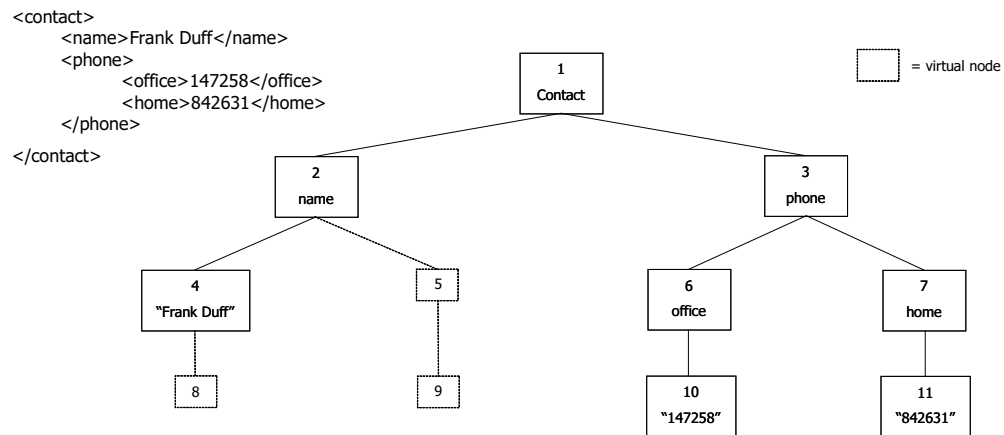 <contact>
<name>Frank Duff</name>
<phone>
<office>147258</office>
<home>842631</home>
</phone>
</contact>
= virtual node
1
Contact
2
name
3
phone
4
"Frank Duff"
5
6
office
7
home
8
9
10
"147258"
11
"842631"